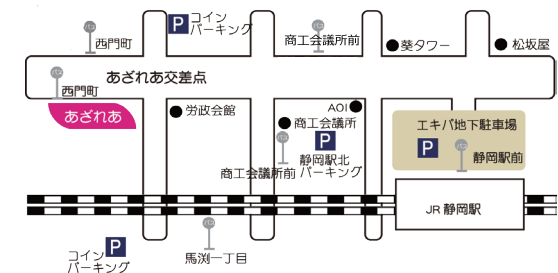 コイン
パーキング
西門町
商工会議所前
葵タワー
松坂屋
あざれあ交差点
西門町
あざれあ
労政会館
AOI
商工会議所
エキパ地下駐車場
静岡駅北
パーキング
商工会議所前
静岡駅前
JR 静岡駅
コイン
パーキング
馬渕一丁目